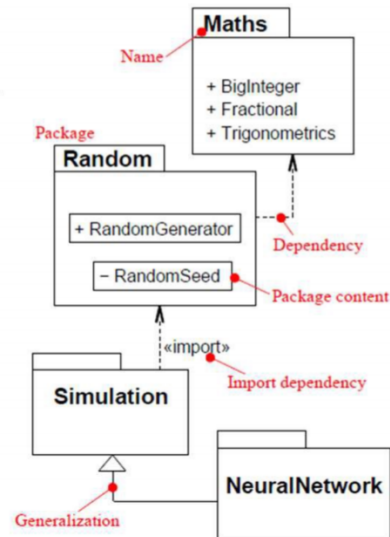 Maths
Name
+ BigInteger
+ Fractional
+ Trigonometrics
Package
Random
+ RandomGenerator
Dependency
− RandomSeed
Package content
«import»
Import dependency
Simulation
NeuralNetwork
Generalization